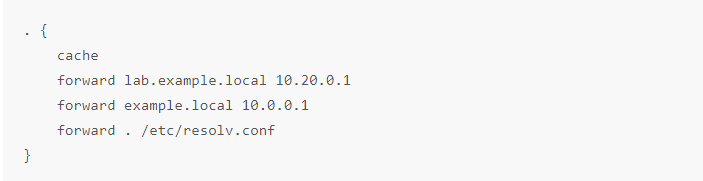 . {
    cache
    forward lab.example.local 10.20.0.1
    forward example.local 10.0.0.1
    forward . /etc/resolv.conf
}